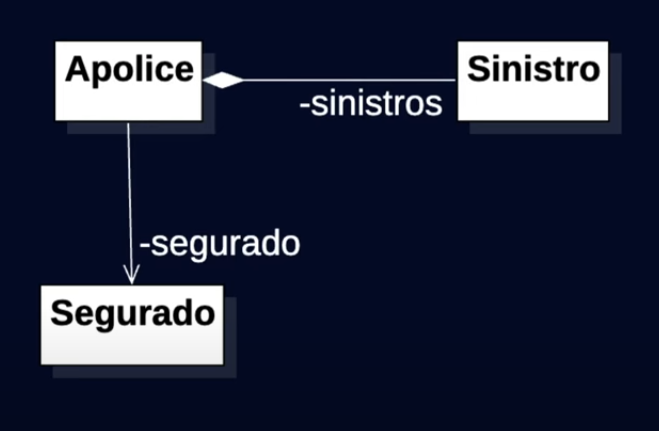 Apolice
Sinistro
-sinistros
-segurado
Segurado